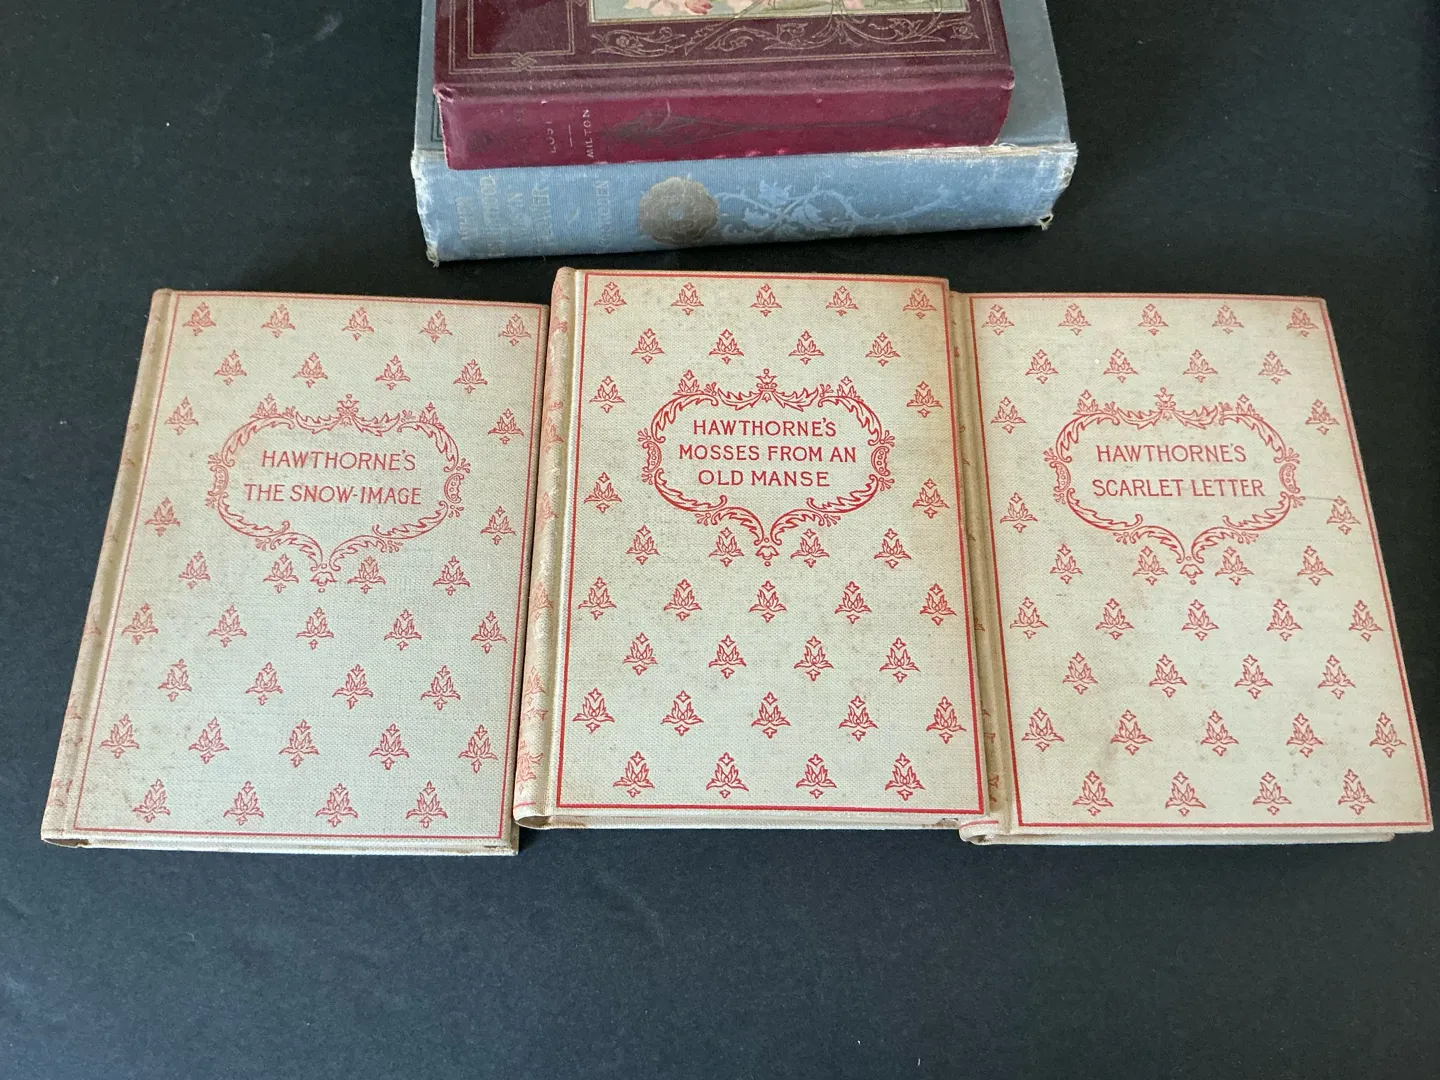 LOST
MILTON
HAWTHORNE'S
THE SNOW-IMAGE
HAWTHORNE'S
MOSSES FROM AN
OLD MANSE
HAWTHORNE'S
SCARLET LETTER